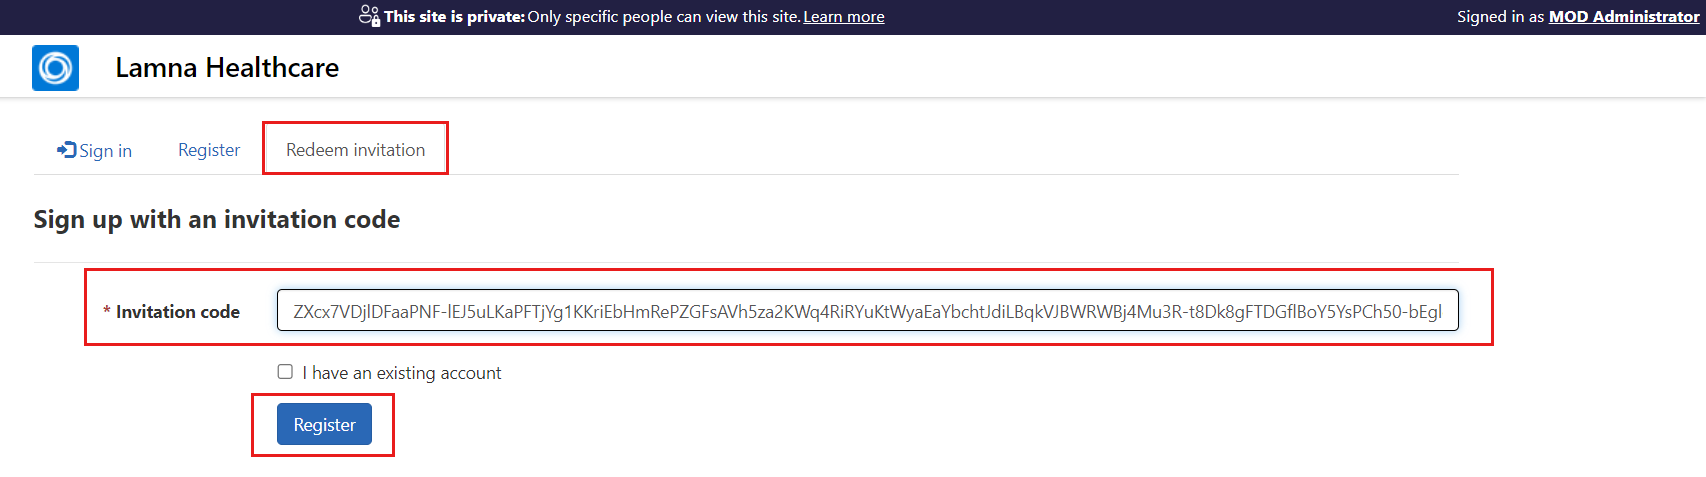 This site is private: Only specific people can view this site. Learn more
Signed in as MOD Administrator
Lamna Healthcare
Sign in Register Redeem invitation
Sign up with an invitation code
* Invitation code ZXcx7VDjlDFaaPNF-lEJ5uLKaPFTjYg1KKriEbHmRePZGFsAVh5za2KWq4RiRYuKtWyaEaYbchtJdiLBqkVJBWRWBj4Mu3R-t8Dk8gFTDGflBoY5YsPCh50-bEgl
I have an existing account
Register